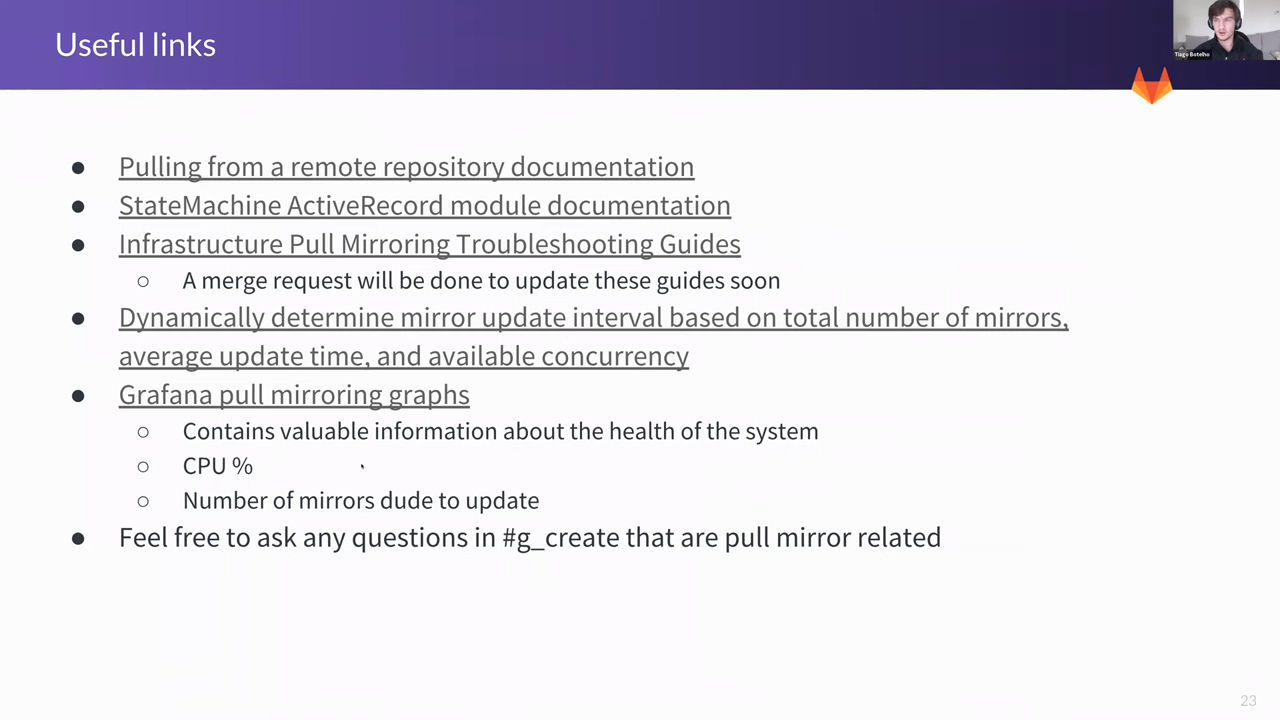 Useful links
Tiago Botelho
● Pulling from a remote repository documentation
● StateMachine ActiveRecord module documentation
● Infrastructure Pull Mirroring Troubleshooting Guides
○ A merge request will be done to update these guides soon
● Dynamically determine mirror update interval based on total number of mirrors,
average update time, and available concurrency
● Grafana pull mirroring graphs
○ Contains valuable information about the health of the system
○ CPU %
○ Number of mirrors dude to update
● Feel free to ask any questions in #g_create that are pull mirror related
23